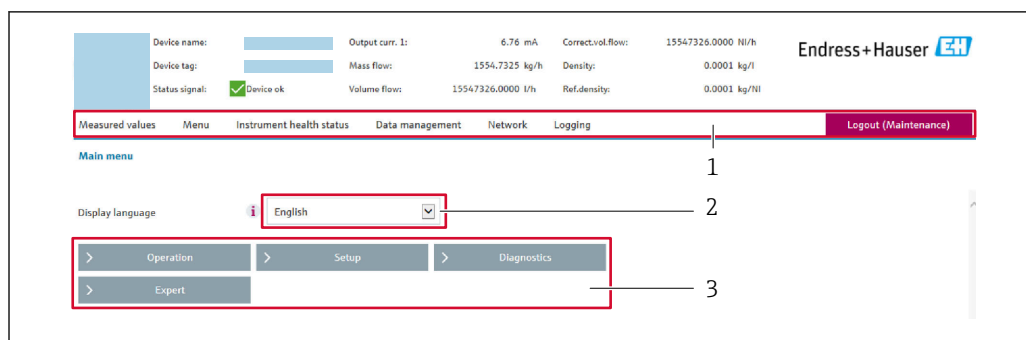 Device name: Output curr. 1: 6.76 mA Correct.vol.flow: 15547326.0000 Nl/h
Endress+Hauser EH
Device tag: Mass flow: 1554.7325 kg/h Density: 0.0001 kg/l
Status signal: Device ok Volume flow: 15547326.0000 l/h Ref.density: 0.0001 kg/Nl
Measured values Menu Instrument health status Data management Network Logging Logout (Maintenance)
1
Main menu
Display language i English 2
> Operation > Setup > Diagnostics
> Expert 3